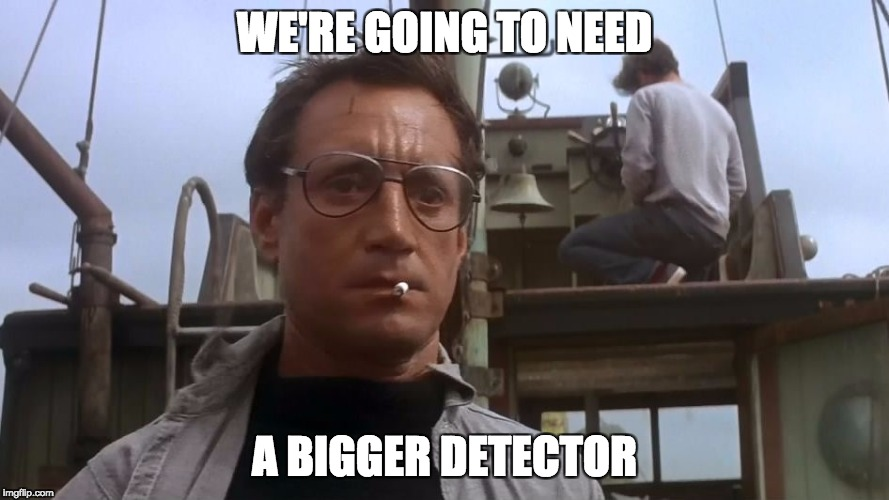 WE'RE GOING TO NEED
A BIGGER DETECTOR
imgflip.com